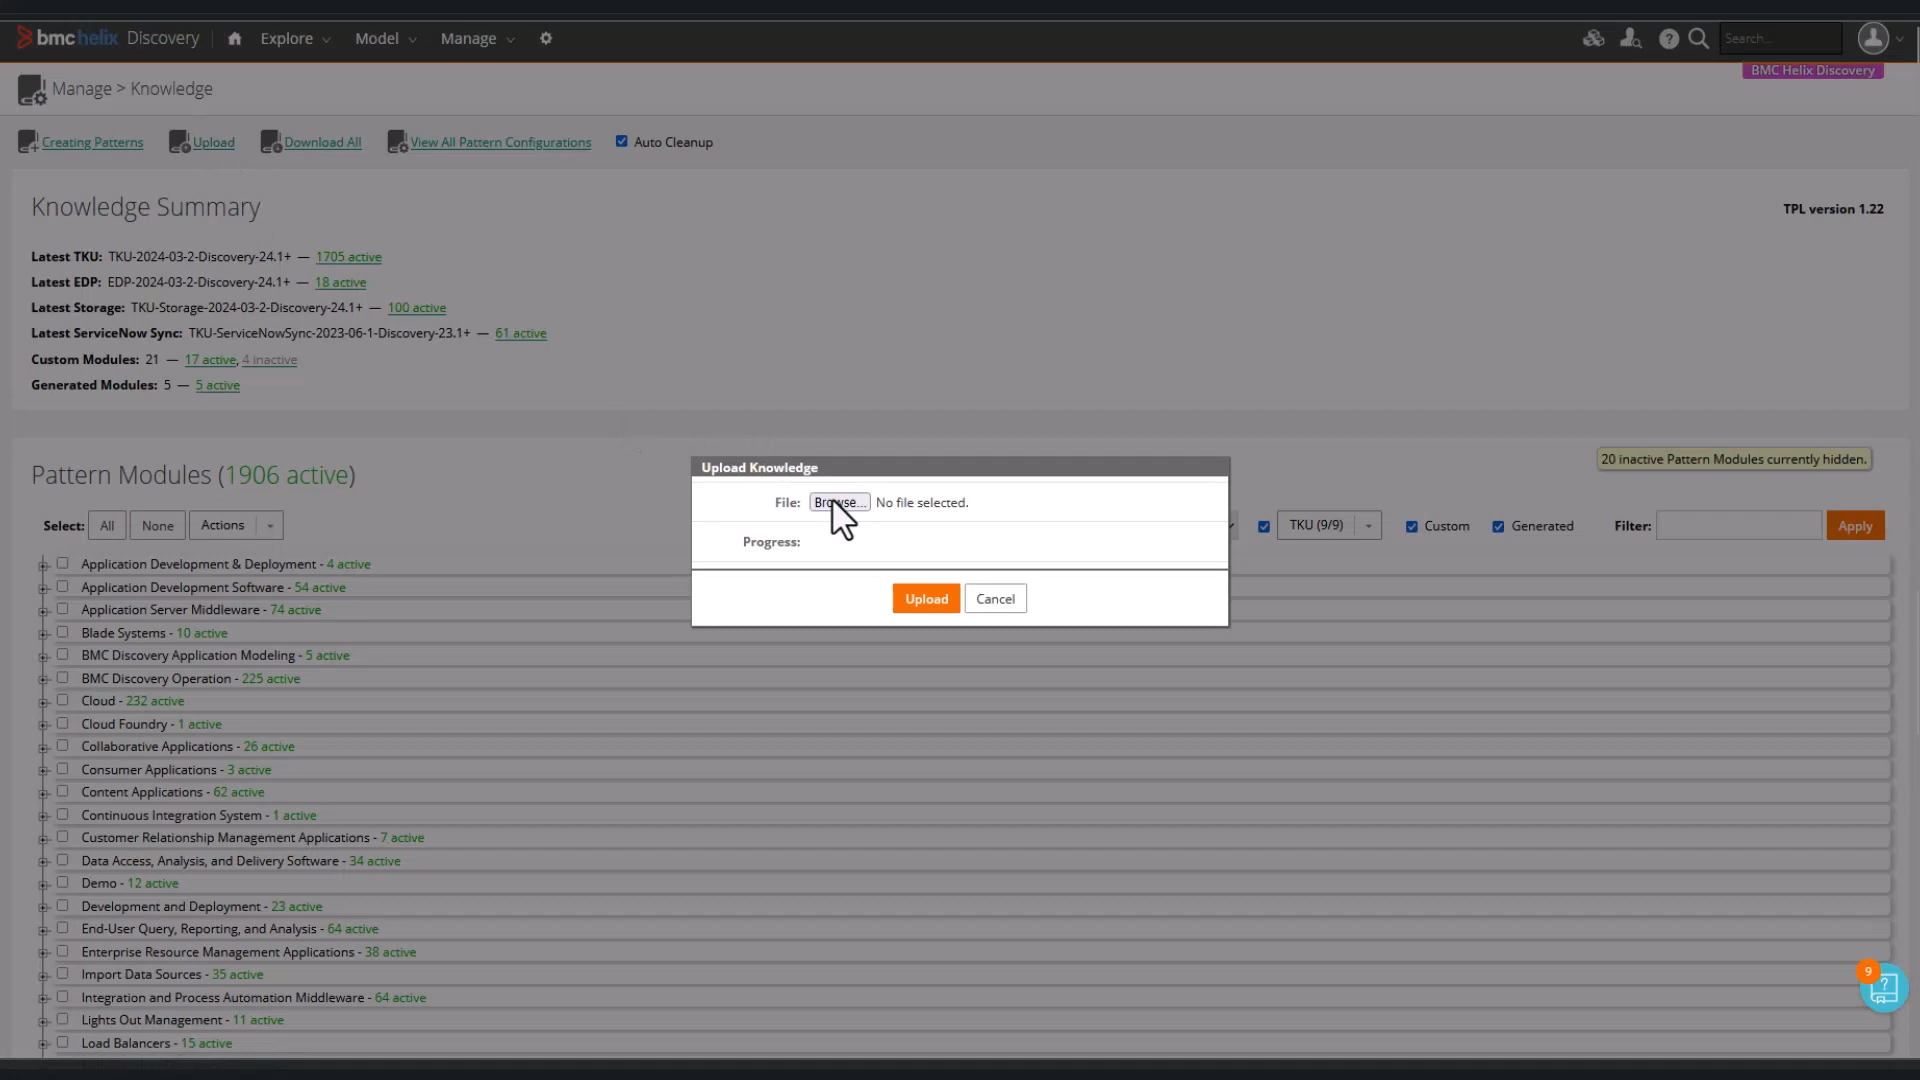 bmchelix Discovery Explore Model Manage Search...
BMC Helix Discovery
Manage > Knowledge
Creating Patterns Upload Download All View All Pattern Configurations Auto Cleanup
Knowledge Summary
TPL version 1.22
Latest TKU: TKU-2024-03-2-Discovery-24.1+ — 1705 active
Latest EDP: EDP-2024-03-2-Discovery-24.1+ — 18 active
Latest Storage: TKU-Storage-2024-03-2-Discovery-24.1+ — 100 active
Latest ServiceNow Sync: TKU-ServiceNowSync-2023-06-1-Discovery-23.1+ — 61 active
Custom Modules: 21 — 17 active, 4 inactive
Generated Modules: 5 — 5 active
Pattern Modules (1906 active)
20 inactive Pattern Modules currently hidden.
Upload Knowledge
File: Browse... No file selected.
Progress:
Upload Cancel
Select: All None Actions TKU (9/9) Custom Generated Filter: Apply
Application Development & Deployment - 4 active
Application Development Software - 54 active
Application Server Middleware - 74 active
Blade Systems - 10 active
BMC Discovery Application Modeling - 5 active
BMC Discovery Operation - 225 active
Cloud - 232 active
Cloud Foundry - 1 active
Collaborative Applications - 26 active
Consumer Applications - 3 active
Content Applications - 62 active
Continuous Integration System - 1 active
Customer Relationship Management Applications - 7 active
Data Access, Analysis, and Delivery Software - 34 active
Demo - 12 active
Development and Deployment - 23 active
End-User Query, Reporting, and Analysis - 64 active
Enterprise Resource Management Applications - 38 active
Import Data Sources - 35 active
9
Integration and Process Automation Middleware - 64 active
Lights Out Management - 11 active
Load Balancers - 15 active